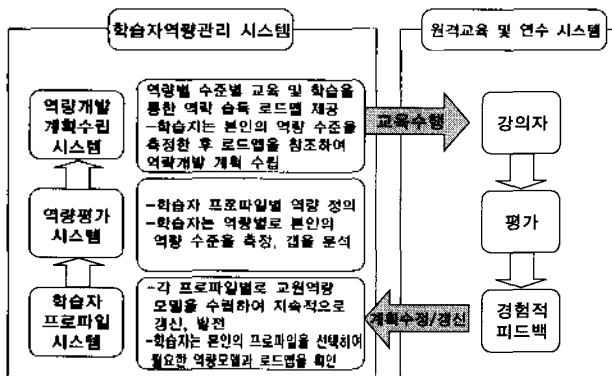 학습자역량관리 시스템
원격교육 및 연수 시스템
역량개발
계획수립
시스템
역량별 수준별 교육 및 학습을
통한 역략 습득 로드맵 제공
-학습지는 본인의 역량 수준을
측정한 후 로드맵을 참조하여
역략개발 계획 수립
교육수행
강의자
역량평가
시스템
-학습자 프로파일별 역량 정의
-학습자는 역량별로 본인의
역량 수준을 측정, 갭을 분석
평가
학습자
프로파일
시스템
-각 프로파일별로 교원역량
모델을 수립하여 지속적으로
갱신, 발전
-학습자는 본인의 프로파일을 선택하여
필요한 역량모델과 로드맵을 확인
계획수정/갱신
경험적
피드백